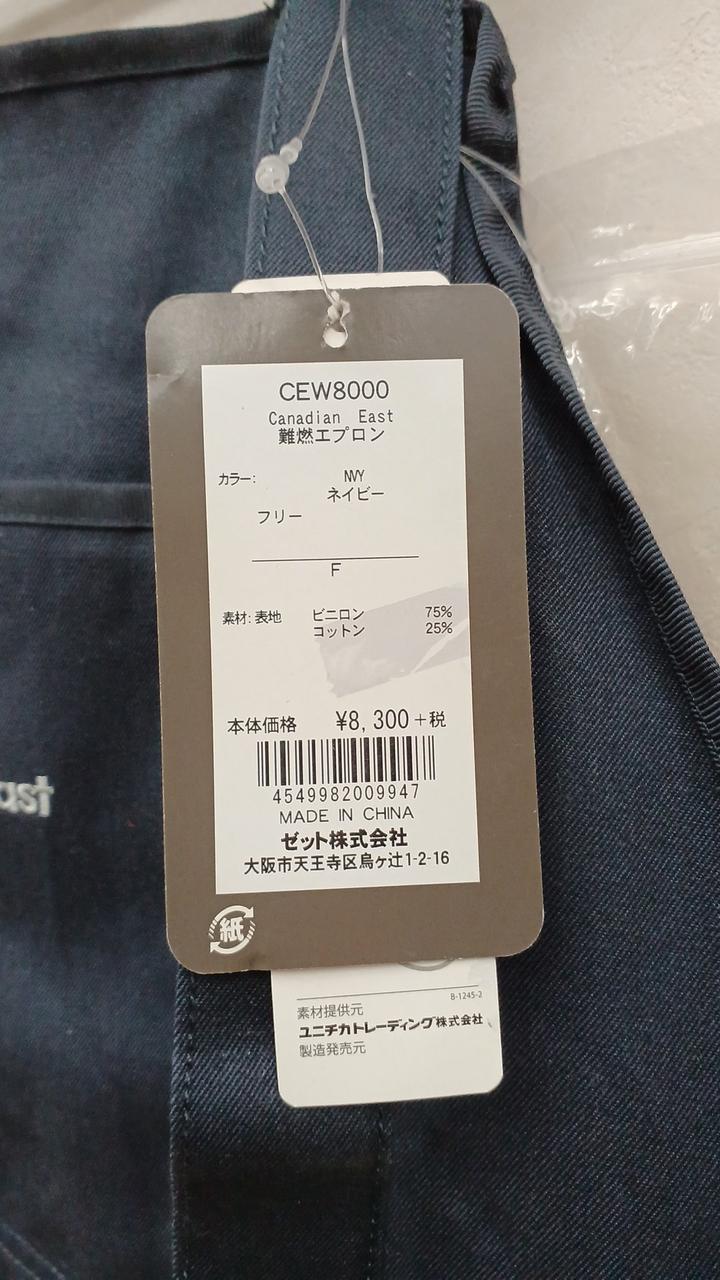 CEW8000
Canadian East
難燃エプロン
カラー: NVY
ネイビー
フリー
F
素材: 表地 ビニロン 75%
コットン 25%
本体価格 ¥8,300+税
4549982009947
MADE IN CHINA
ゼット株式会社
大阪市天王寺区烏ヶ辻1-2-16
紙
B-1245-2
素材提供元
ユニチカトレーディング株式会社
製造発売元
ast